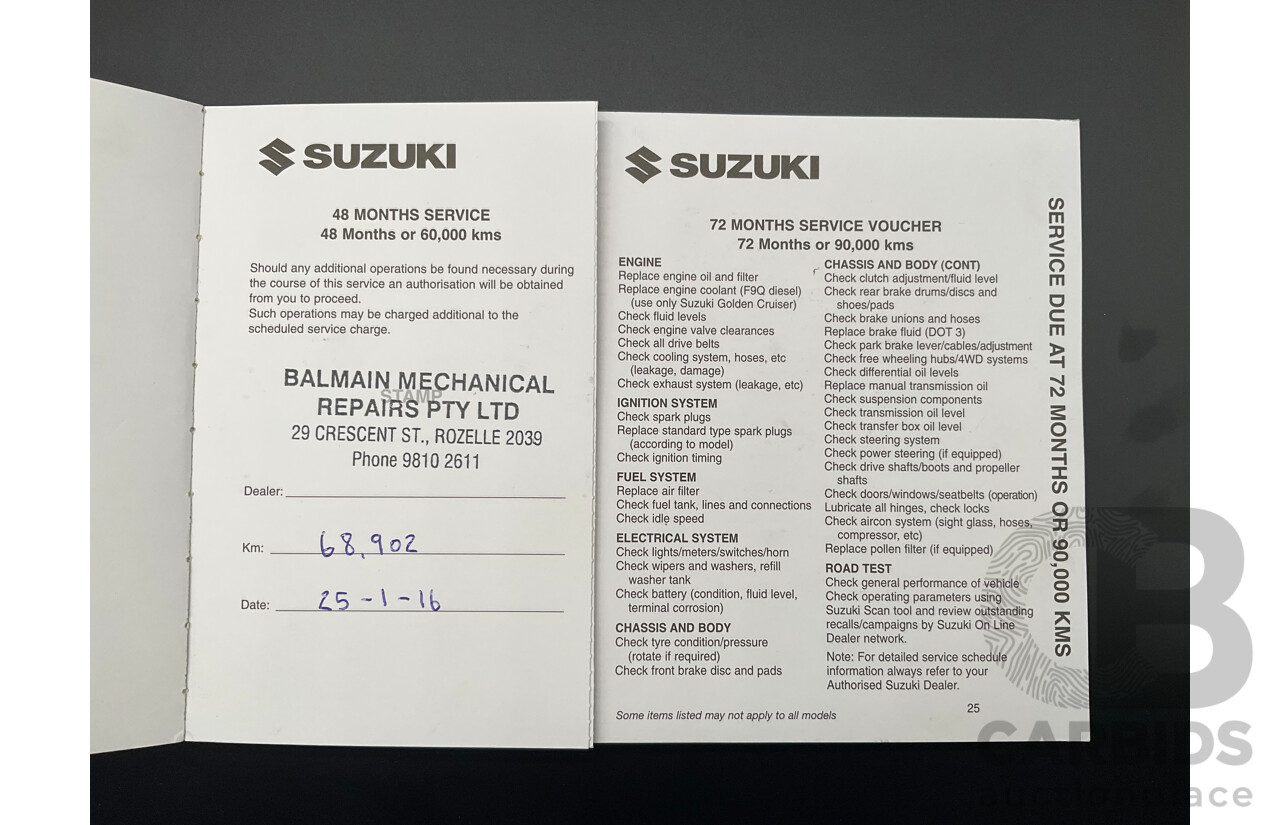 SUZUKI
48 MONTHS SERVICE
48 Months or 60,000 kms
Should any additional operations be found necessary during
the course of this service an authorisation will be obtained
from you to proceed.
Such operations may be charged additional to the
scheduled service charge.
STAMP
BALMAIN MECHANICAL
REPAIRS PTY LTD
29 CRESCENT ST., ROZELLE 2039
Phone 9810 2611
Dealer:
Km: 68,902
Date: 25-1-16
SUZUKI
72 MONTHS SERVICE VOUCHER
72 Months or 90,000 kms
ENGINE
Replace engine oil and filter
Replace engine coolant (F9Q diesel)
(use only Suzuki Golden Cruiser)
Check fluid levels
Check engine valve clearances
Check all drive belts
Check cooling system, hoses, etc
(leakage, damage)
Check exhaust system (leakage, etc)
IGNITION SYSTEM
Check spark plugs
Replace standard type spark plugs
(according to model)
Check ignition timing
FUEL SYSTEM
Replace air filter
Check fuel tank, lines and connections
Check idle speed
ELECTRICAL SYSTEM
Check lights/meters/switches/horn
Check wipers and washers, refill
washer tank
Check battery (condition, fluid level,
terminal corrosion)
CHASSIS AND BODY
Check tyre condition/pressure
(rotate if required)
Check front brake disc and pads
CHASSIS AND BODY (CONT)
Check clutch adjustment/fluid level
Check rear brake drums/discs and
shoes/pads
Check brake unions and hoses
Replace brake fluid (DOT 3)
Check park brake lever/cables/adjustment
Check free wheeling hubs/4WD systems
Check differential oil levels
Replace manual transmission oil
Check suspension components
Check transmission oil level
Check transfer box oil level
Check steering system
Check power steering (if equipped)
Check drive shafts/boots and propeller
shafts
Check doors/windows/seatbelts (operation)
Lubricate all hinges, check locks
Check aircon system (sight glass, hoses,
compressor, etc)
Replace pollen filter (if equipped)
ROAD TEST
Check general performance of vehicle
Check operating parameters using
Suzuki Scan tool and review outstanding
recalls/campaigns by Suzuki On Line
Dealer network.
Note: For detailed service schedule
information always refer to your
Authorised Suzuki Dealer.
Some items listed may not apply to all models
25
SERVICE DUE AT 72 MONTHS OR 90,000 KMS
CARBIDS
auctionplace